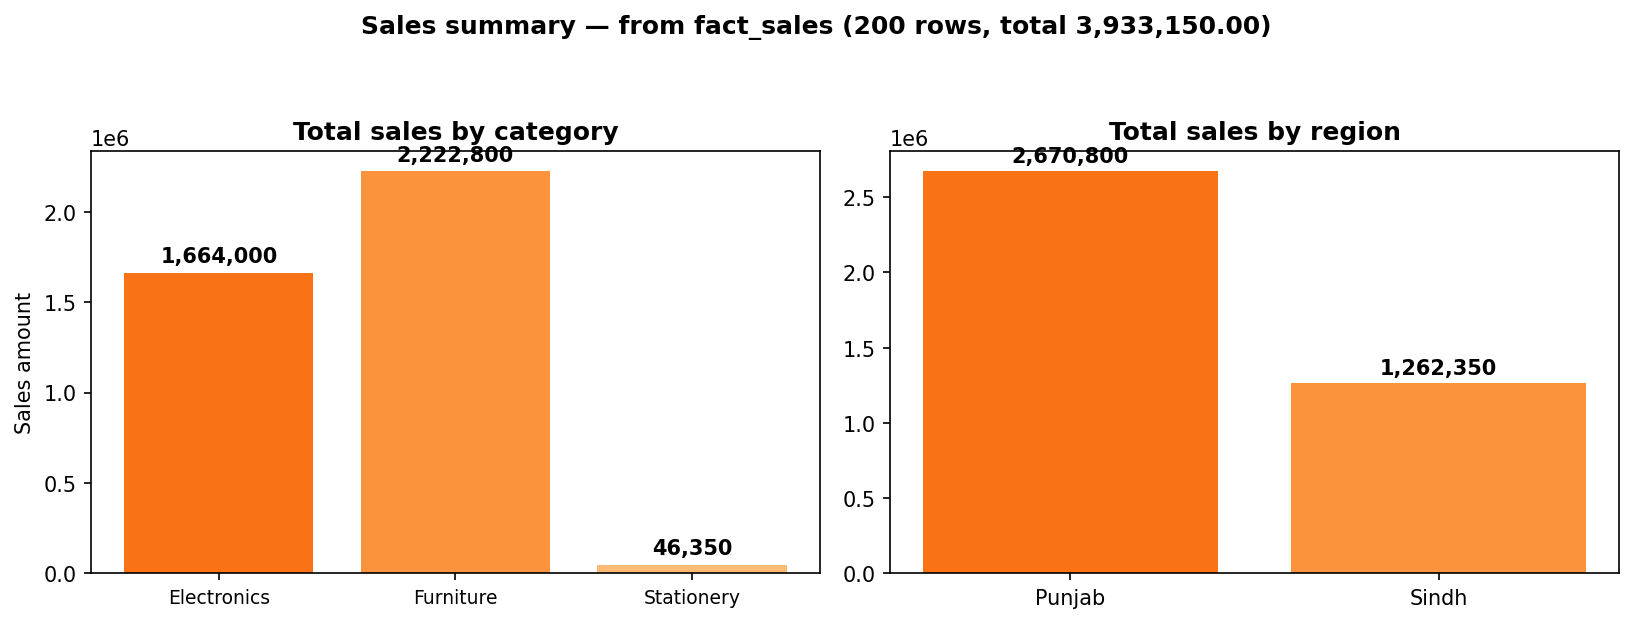 Sales summary — from fact_sales (200 rows, total 3,933,150.00)
Total sales by category
1e6
2,222,800
1,664,000
46,350
2.0
1.5
1.0
0.5
0.0
Sales amount
Electronics Furniture Stationery
Total sales by region
1e6
2,670,800
1,262,350
2.5
2.0
1.5
1.0
0.5
0.0
Punjab Sindh